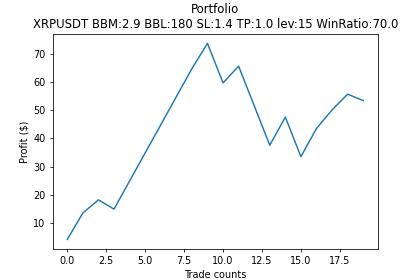 Portfolio
XRPUSDT BBM:2.9 BBL:180 SL:1.4 TP:1.0 lev:15 WinRatio:70.0
Profit ($)
70
60
50
40
30
20
10
0.0 2.5 5.0 7.5 10.0 12.5 15.0 17.5
Trade counts